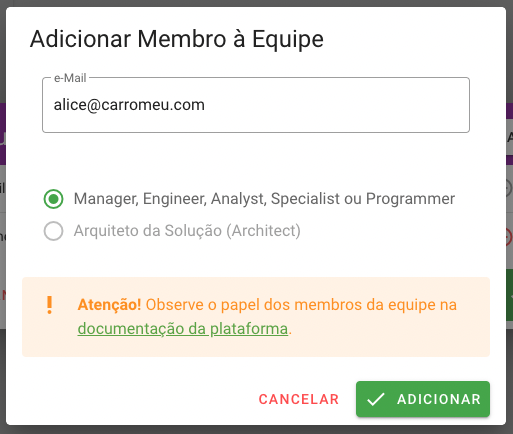 Adicionar Membro à Equipe
e-Mail
alice@carromeu.com
Manager, Engineer, Analyst, Specialist ou Programmer
Arquiteto da Solução (Architect)
! Atenção! Observe o papel dos membros da equipe na
documentação da plataforma.
CANCELAR
ADICIONAR